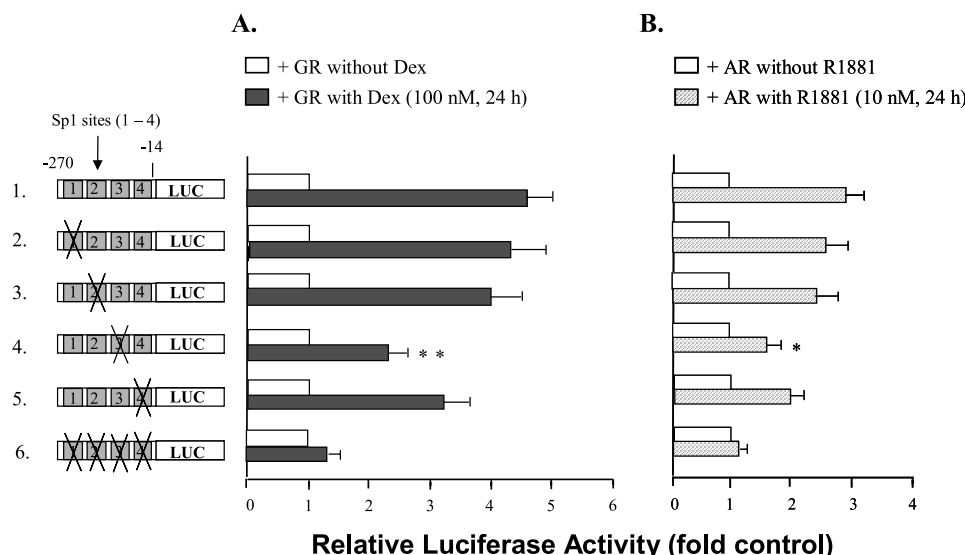 A.
B.
+ GR without Dex
+ GR with Dex (100 nM, 24 h)
+ AR without R1881
+ AR with R1881 (10 nM, 24 h)
Sp1 sites (1 – 4)
-270
-14
1. 1 2 3 4 LUC
2. 2 3 4 LUC
3. 1 2 3 4 LUC
4. 1 2 3 4 LUC
* *
*
5. 1 2 3 4 LUC
6. 1 2 3 4 LUC
0 1 2 3 4 5 6
0 1 2 3 4
Relative Luciferase Activity (fold control)